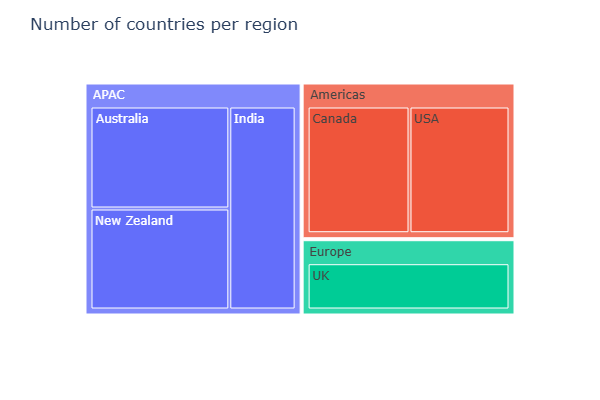 Number of countries per region
APAC
Australia
India
New Zealand
Americas
Canada
USA
Europe
UK